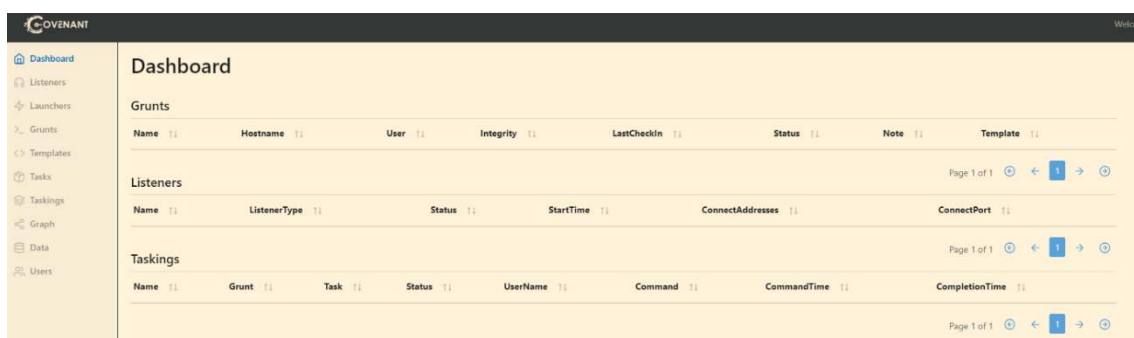 COVENANT
Welc
Dashboard
Listeners
Launchers
Grunts
Templates
Tasks
Taskings
Graph
Data
Users
Dashboard
Grunts
Name Hostname User Integrity LastCheckIn Status Note Template
Page 1 of 1 1
Listeners
Name ListenerType Status StartTime ConnectAddresses ConnectPort
Page 1 of 1 1
Taskings
Name Grunt Task Status UserName Command CommandTime CompletionTime
Page 1 of 1 1